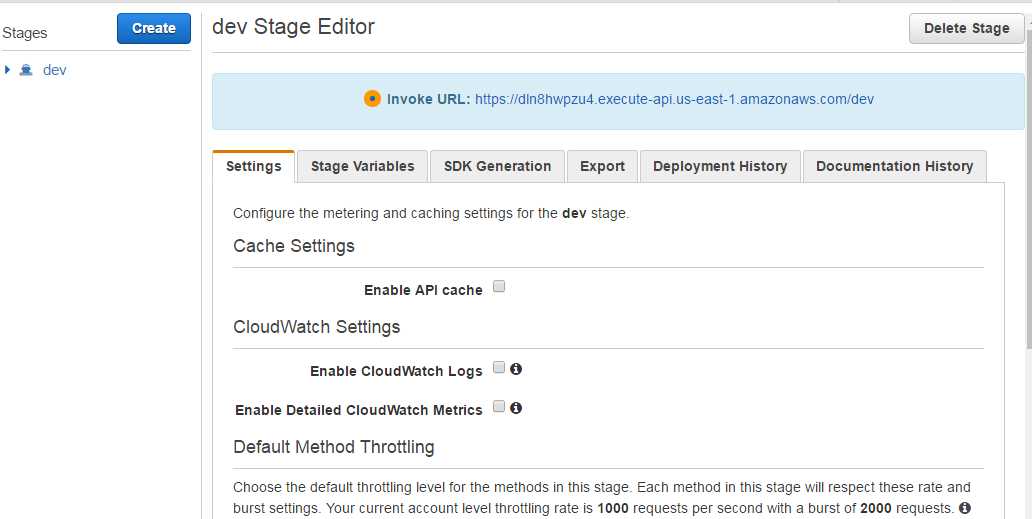 Stages
Create
dev
dev Stage Editor
Delete Stage
Invoke URL: https://dln8hwpzu4.execute-api.us-east-1.amazonaws.com/dev
Settings
Stage Variables
SDK Generation
Export
Deployment History
Documentation History
Configure the metering and caching settings for the dev stage.
Cache Settings
Enable API cache
CloudWatch Settings
Enable CloudWatch Logs
Enable Detailed CloudWatch Metrics
Default Method Throttling
Choose the default throttling level for the methods in this stage. Each method in this stage will respect these rate and
burst settings. Your current account level throttling rate is 1000 requests per second with a burst of 2000 requests.